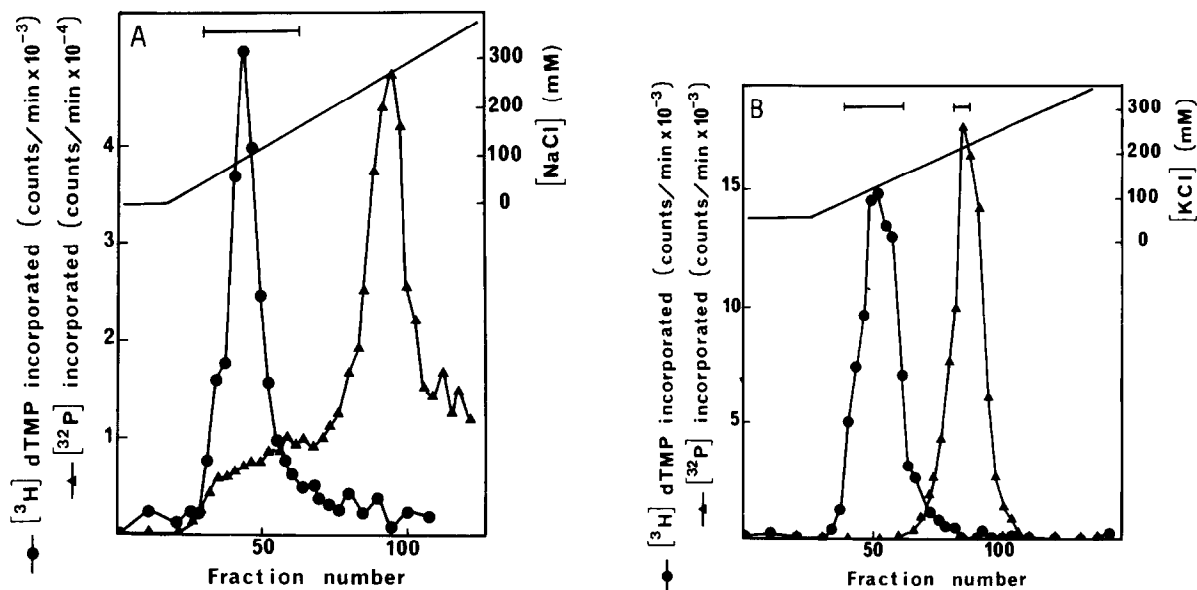 A
[³H] dTMP incorporated (counts/min x 10⁻³)
[³²P] incorporated (counts/min x 10⁻⁴)
4
3
2
1
50
100
Fraction number
300
200
100
0
[NaCl] (mM)
B
[³H] dTMP incorporated (counts/min x 10⁻³)
[³²P] incorporated (counts/min x 10⁻³)
15
10
5
50
100
Fraction number
300
200
100
0
[KCl] (mM)